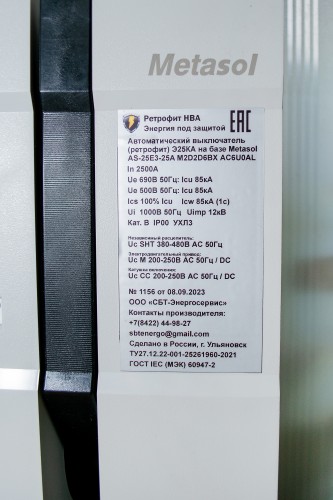 Metasol
Ретрофит НВА
Энергия под защитой
EAC
Автоматический выключатель
(ретрофит) Э25КА на базе Metasol
AS-25E3-25A M2D2D6BX AC6U0AL
In 2500A
Ue 690В 50Гц: Icu 85кА
Ue 500В 50Гц: Icu 85кА
Ics 100% Icu Icw 85кА (1с)
Ui 1000В 50Гц Uimp 12кВ
Кат. В IP00 УХЛ3
Независимый расцепитель:
Uc SHT 380-480В AC 50Гц
Электродвигательный привод:
Uc M 200-250В AC 50Гц / DC
Катушка включения:
Uc CC 200-250В AC 50Гц / DC
№ 1156 от 08.09.2023
ООО «СБТ-Энергосервис»
Контакты производителя:
+7(8422) 44-98-27
sbtenergo@gmail.com
Сделано в России, г. Ульяновск
ТУ27.12.22-001-25261960-2021
ГОСТ IEC (МЭК) 60947-2